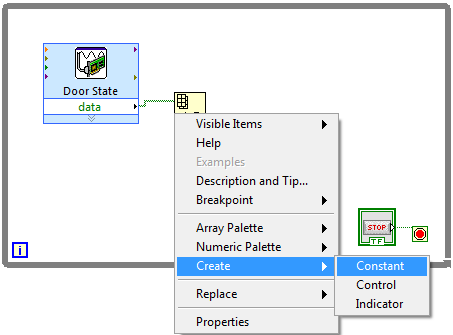 Door State
data
Visible Items
Help
Examples
Description and Tip...
Breakpoint
Array Palette
Numeric Palette
Create
Replace
Properties
Constant
Control
Indicator
STOP
TF
i